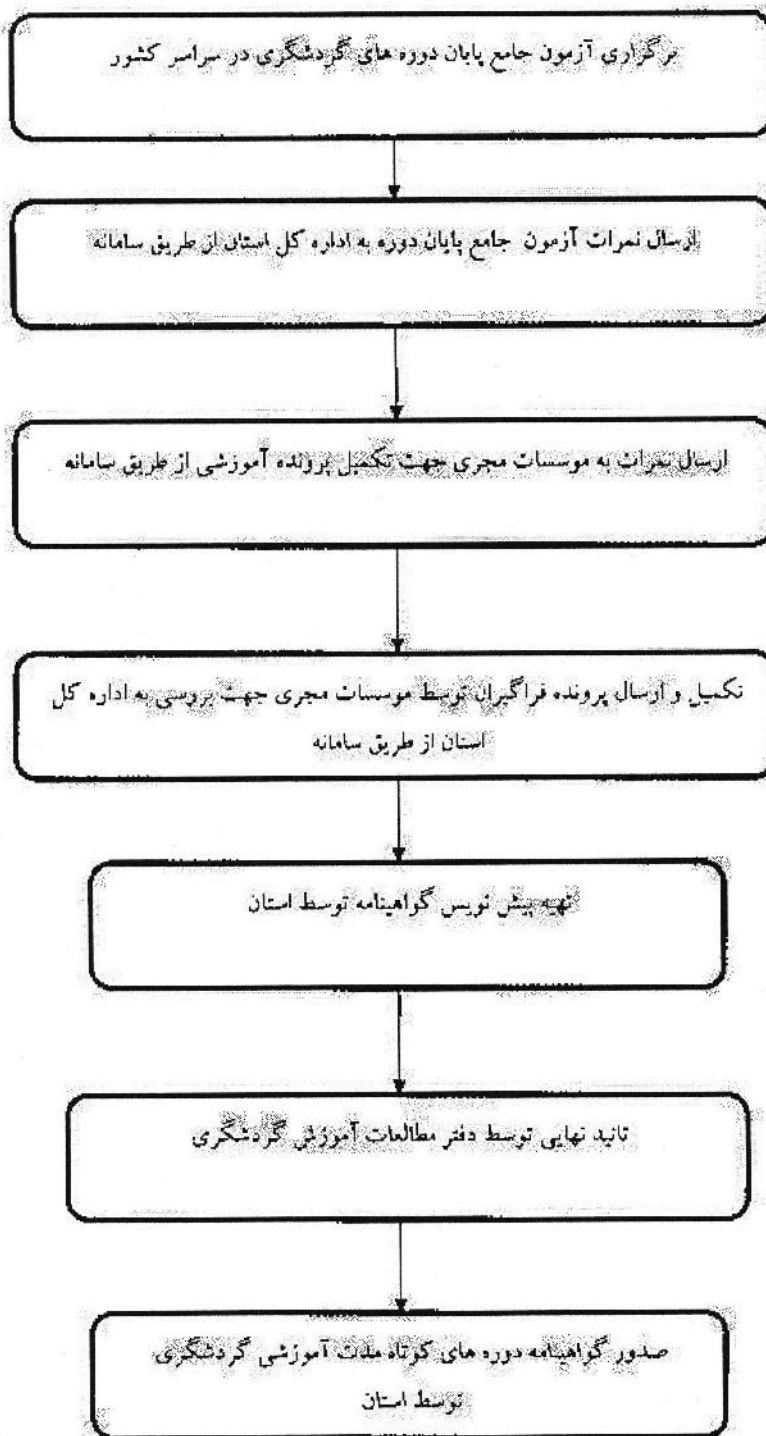 برگزاری آزمون جامع پایان دوره های گردشگری در سراسر کشور
ارسال نمرات آزمون جامع پایان دوره به اداره کل استان از طریق سامانه
ارسال نمرات به موسسات مجری جهت تکمیل پرونده آموزشی از طریق سامانه
تکمیل و ارسال پرونده فراگیران توسط موسسات مجری جهت بررسی به اداره کل
استان از طریق سامانه
تهیه پیش نویس گواهینامه توسط استان
تائید نهایی توسط دفتر مطالعات آموزش گردشگری
صدور گواهینامه دوره های کوتاه مدت آموزشی گردشگری
توسط استان